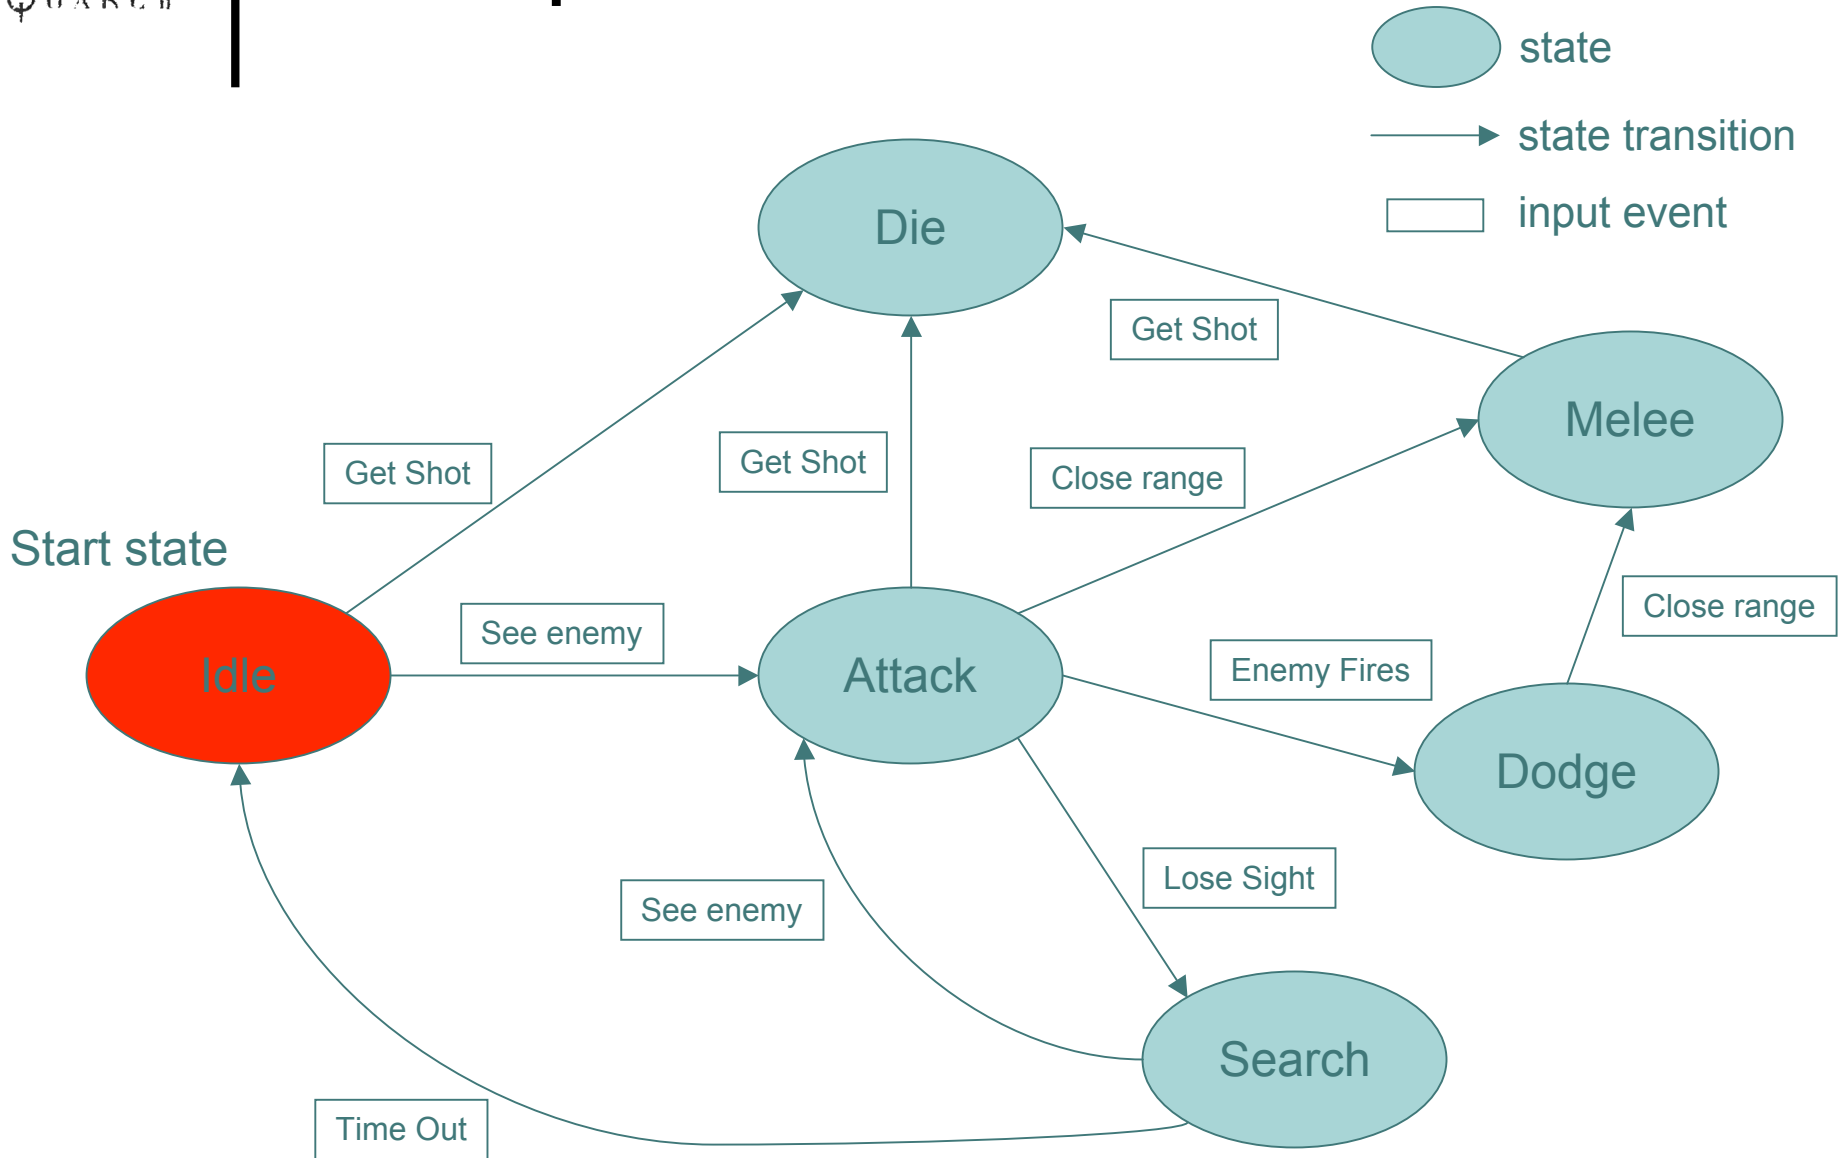 state
state transition
input event
Die
Get Shot
Melee
Get Shot
Get Shot
Close range
Start state
See enemy
Close range
Idle
Attack
Enemy Fires
Dodge
Lose Sight
See enemy
Search
Time Out